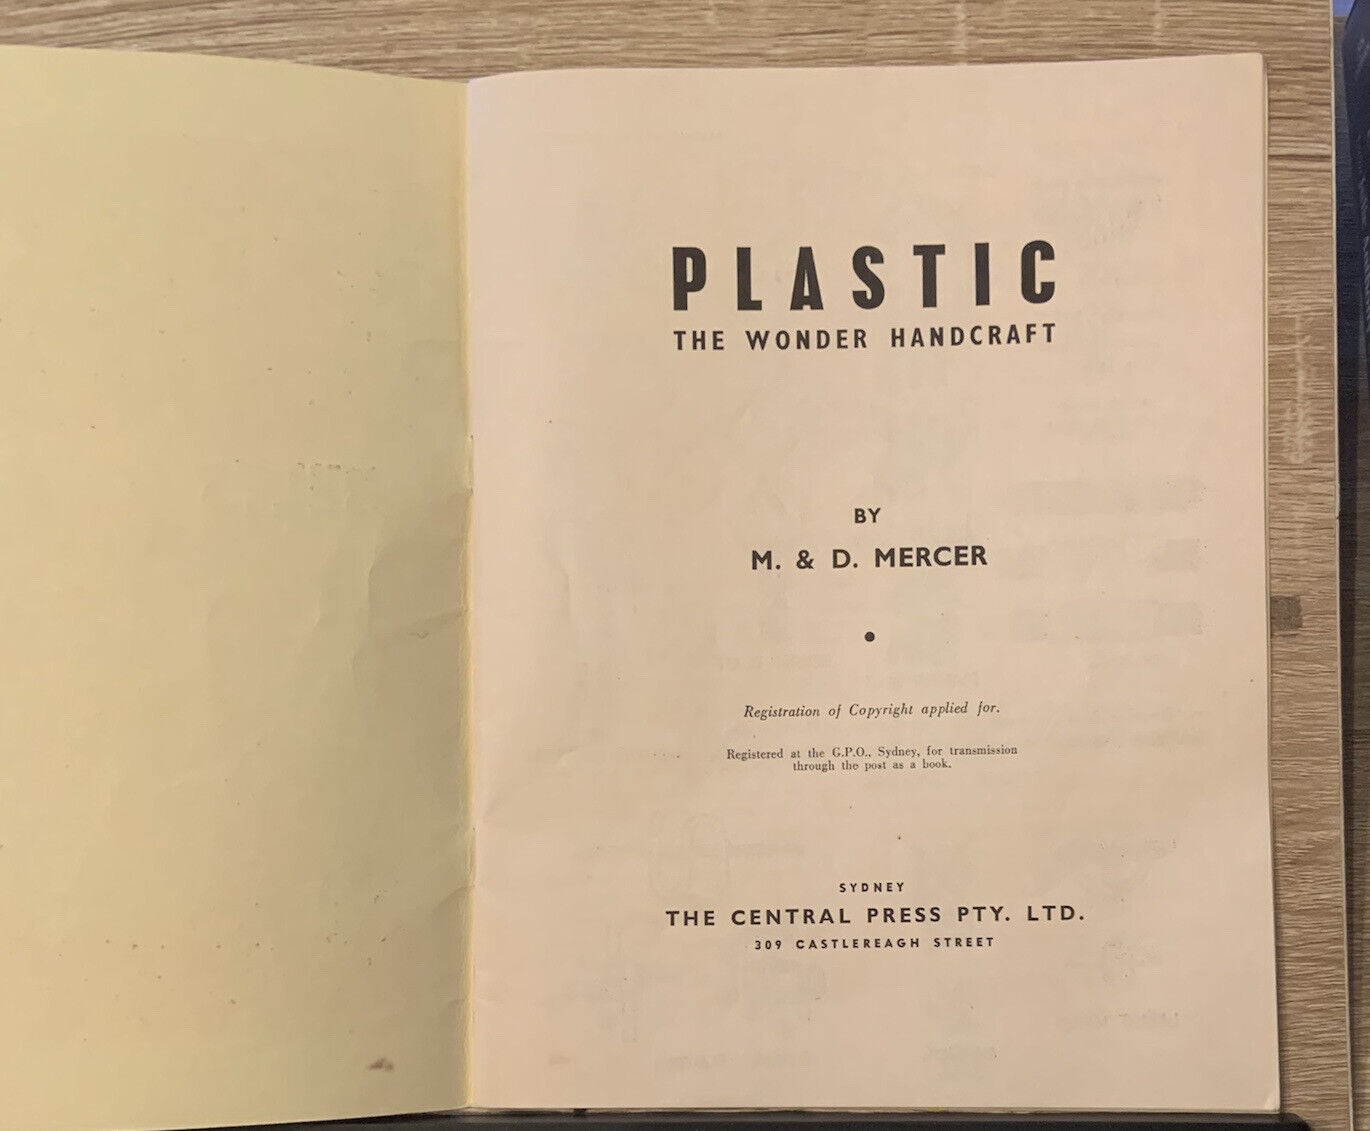 PLASTIC
THE WONDER HANDCRAFT
BY
M. & D. MERCER
Registration of Copyright applied for.
Registered at the G.P.O., Sydney, for transmission
through the post as a book.
SYDNEY
THE CENTRAL PRESS PTY. LTD.
309 CASTLEREAGH STREET